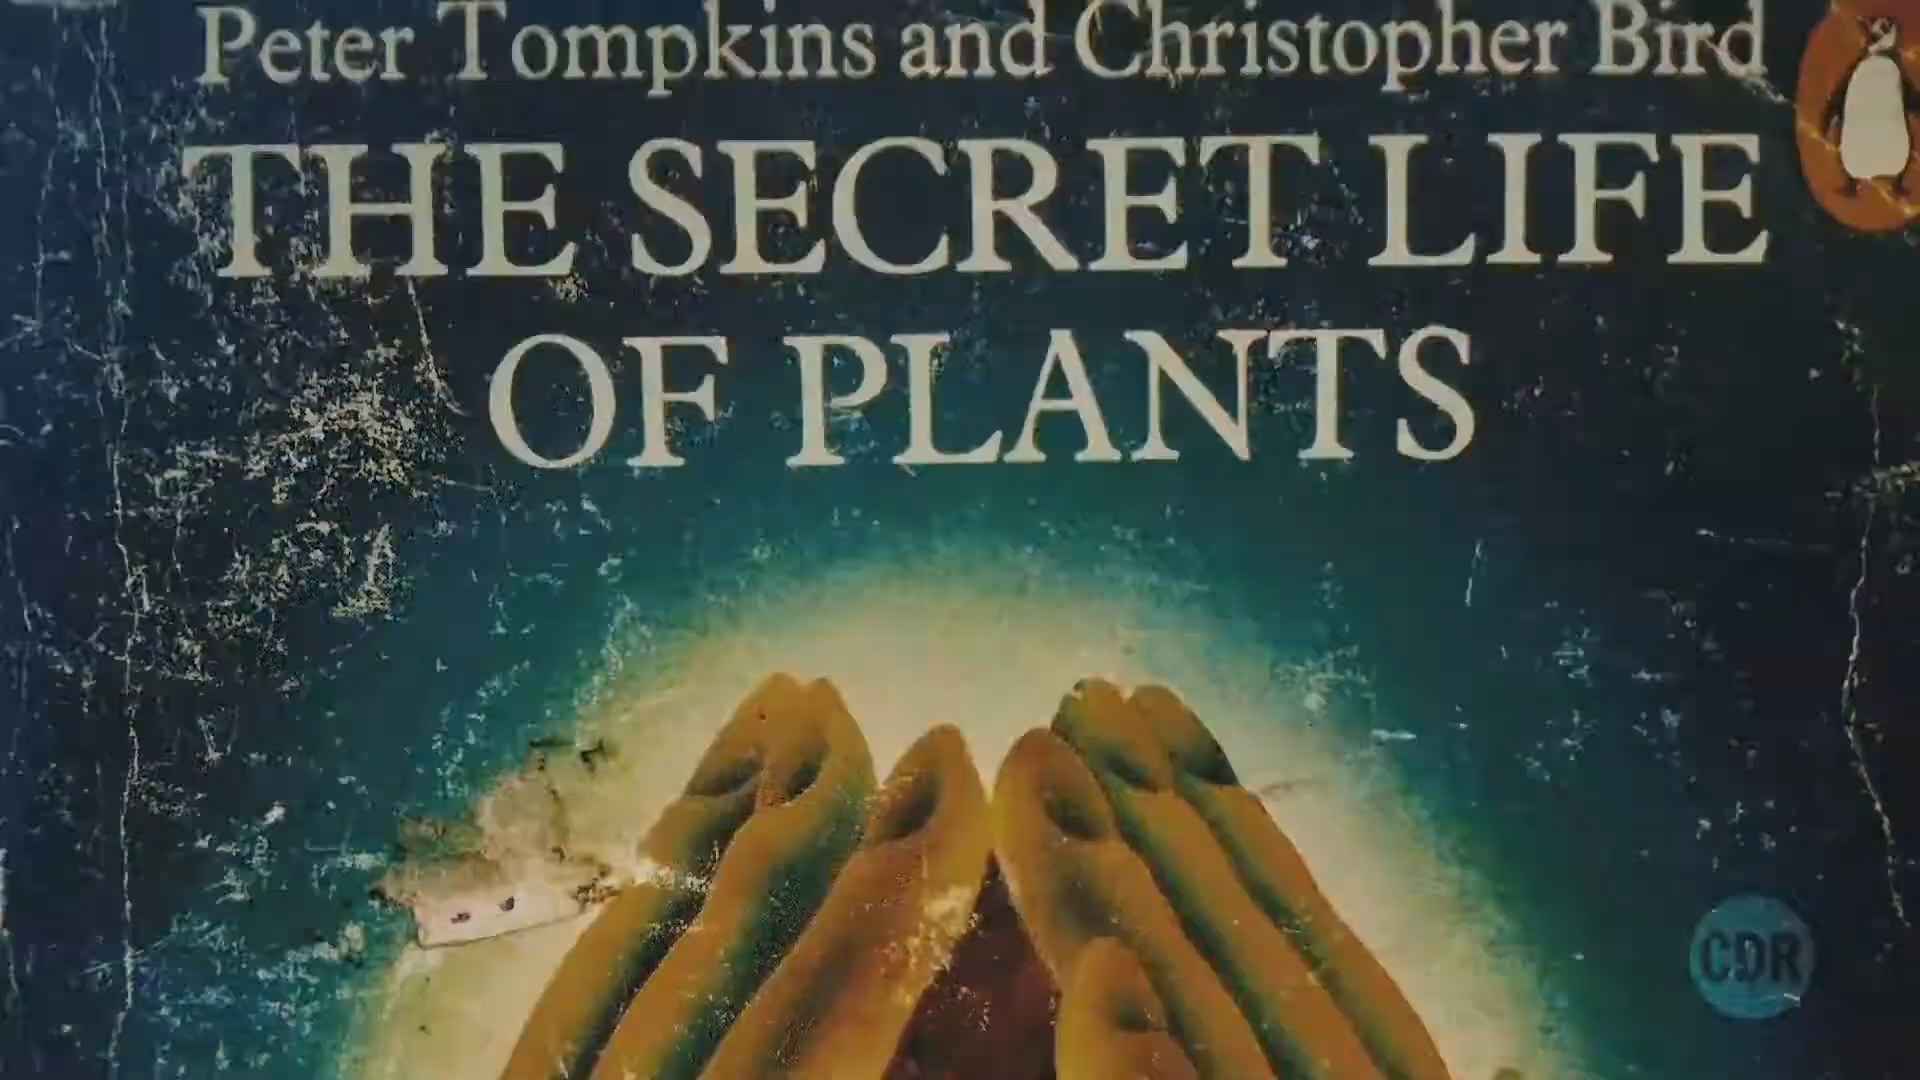 Peter Tompkins and Christopher Bird
THE SECRET LIFE
OF PLANTS
CDR